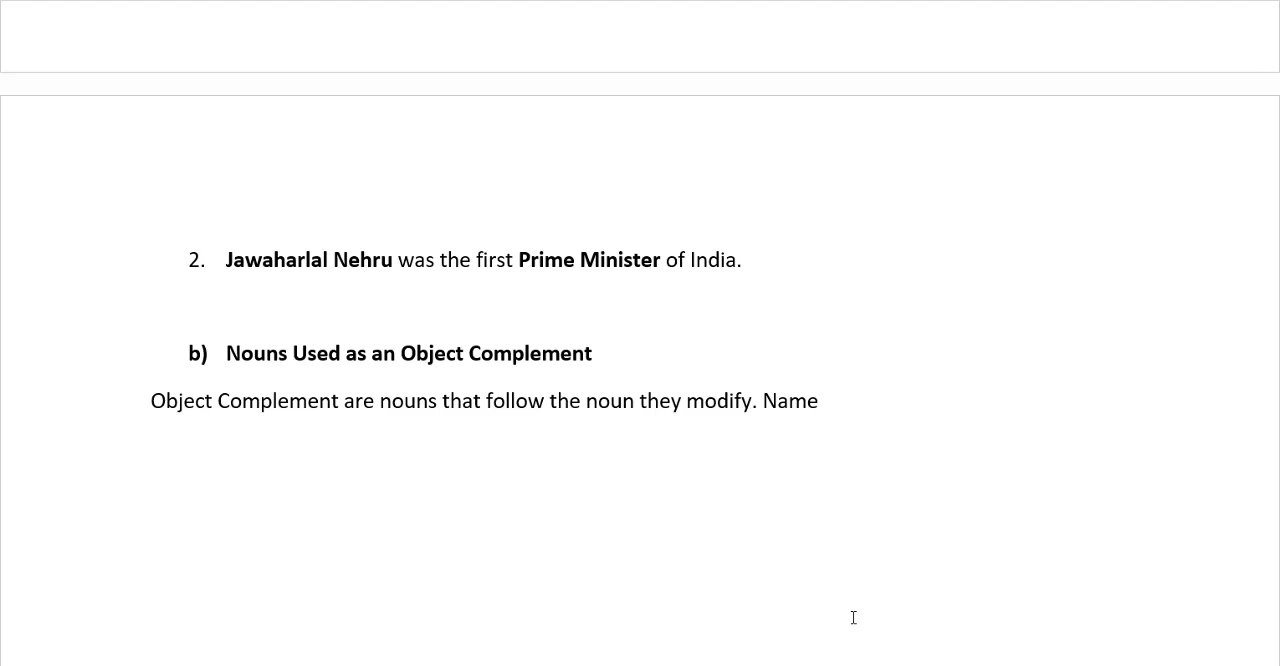 2. Jawaharlal Nehru was the first Prime Minister of India.
b) Nouns Used as an Object Complement
Object Complement are nouns that follow the noun they modify. Name